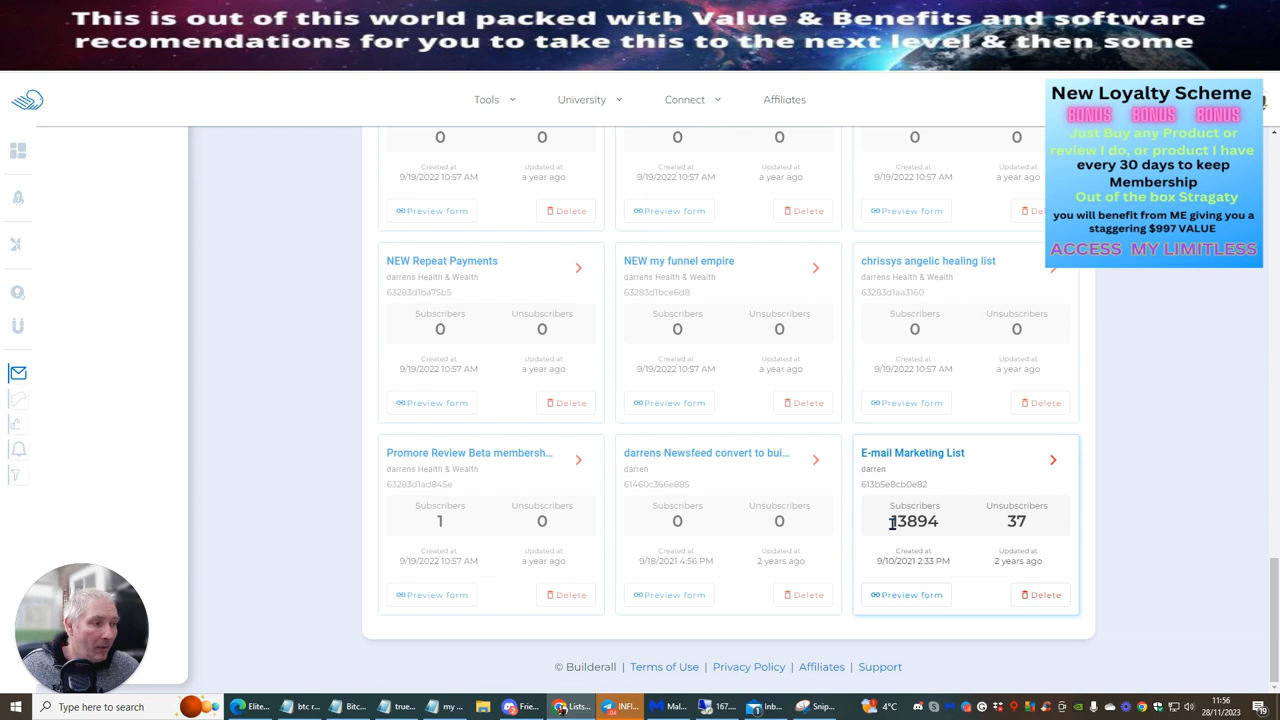 This is out of this world packed with Value & Benefits and software
recomendations for you to take this to the next level & then some
Tools
University
Connect
Affiliates
New Loyalty Scheme
BONUS BONUS BONUS
Just Buy any Product or
review I do, or product I have
every 30 days to keep
Membership
Out of the box Stragaty
you will benefit from ME giving you a
staggering $997 VALUE
ACCESS MY LIMITLESS
0 0 0 0 0 0
Created at Updated at Created at Updated at Created at Updated at
9/19/2022 10:57 AM a year ago 9/19/2022 10:57 AM a year ago 9/19/2022 10:57 AM a year ago
Preview form Delete Preview form Delete Preview form
NEW Repeat Payments
darrens Health & Wealth
63283d1ba75b5
Subscribers Unsubscribers
0 0
Created at Updated at
9/19/2022 10:57 AM a year ago
Preview form Delete
NEW my funnel empire
darrens Health & Wealth
63283d1bce6d8
Subscribers Unsubscribers
0 0
Created at Updated at
9/19/2022 10:57 AM a year ago
Preview form Delete
chrissys angelic healing list
darrens Health & Wealth
63283d1aa3160
Subscribers Unsubscribers
0 0
Created at Updated at
9/19/2022 10:57 AM a year ago
Preview form Delete
Promore Review Beta membersh...
darrens Health & Wealth
63283d1ad845e
Subscribers Unsubscribers
1 0
Created at Updated at
9/19/2022 10:57 AM a year ago
Preview form Delete
darrens Newsfeed convert to bui...
darren
61460c366e885
Subscribers Unsubscribers
0 0
Created at Updated at
9/18/2021 4:56 PM 2 years ago
Preview form Delete
E-mail Marketing List
darren
613b5e8cb0e82
Subscribers Unsubscribers
13894 37
Created at Updated at
9/10/2021 2:33 PM 2 years ago
Preview form Delete
© Builderall | Terms of Use | Privacy Policy | Affiliates | Support
Type here to search
Elite... btc r... Bitc... true... my ... Frie... Lists... INFI... Mal... 167... Inb... Snip...
4°C
11:56
28/11/2023